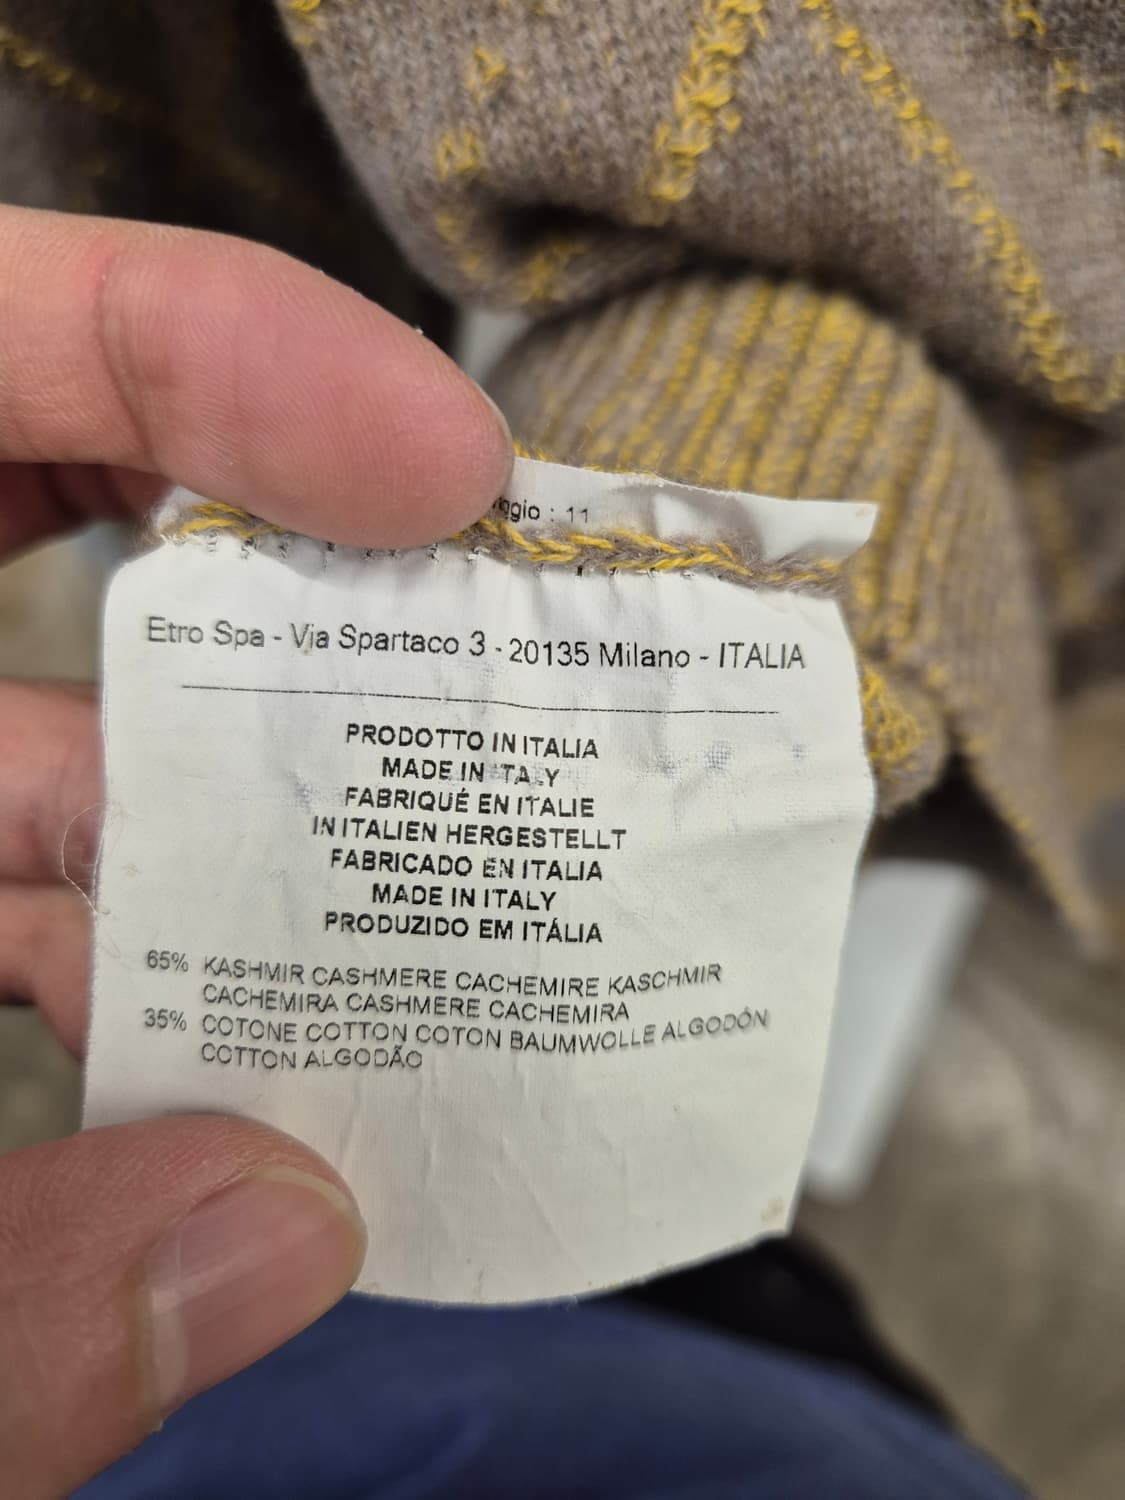 : 11
Etro Spa - Via Spartaco 3 - 20135 Milano - ITALIA
PRODOTTO IN ITALIA
MADE IN ITALY
FABRIQUÉ EN ITALIE
IN ITALIEN HERGESTELLT
FABRICADO EN ITALIA
MADE IN ITALY
PRODUZIDO EM ITÁLIA
65% KASHMIR CASHMERE CACHEMIRE KASCHMIR
CACHEMIRA CASHMERE CACHEMIRA
35% COTONE COTTON COTON BAUMWOLLE ALGODÓN
COTTON ALGODÃO